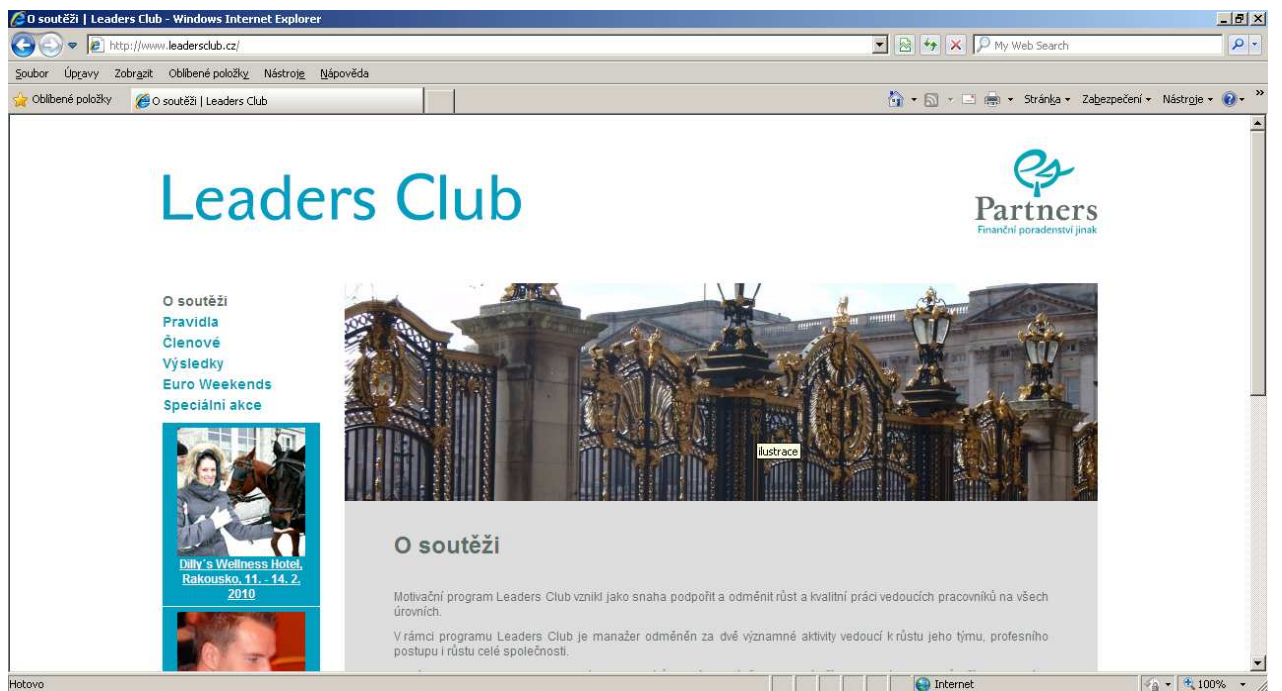 O soutěži | Leaders Club - Windows Internet Explorer
http://www.leadersclub.cz/
My Web Search
Soubor Úpravy Zobrazit Oblíbené položky Nástroje Nápověda
Oblíbené položky O soutěži | Leaders Club Stránka Zabezpečení Nástroje »
Leaders Club
Partners
Finanční poradenství jinak
O soutěži
Pravidla
Členové
Výsledky
Euro Weekends
Speciální akce
ilustrace
Dilly´s Wellness Hotel,
Rakousko, 11. - 14. 2.
2010
O soutěži
Motivační program Leaders Club vznikl jako snaha podpořit a odměnit růst a kvalitní práci vedoucích pracovníků na všech
úrovních.
V rámci programu Leaders Club je manažer odměněn za dvě významné aktivity vedoucí k růstu jeho týmu, profesního
postupu i růstu celé společnosti.
Hotovo
Internet
100%